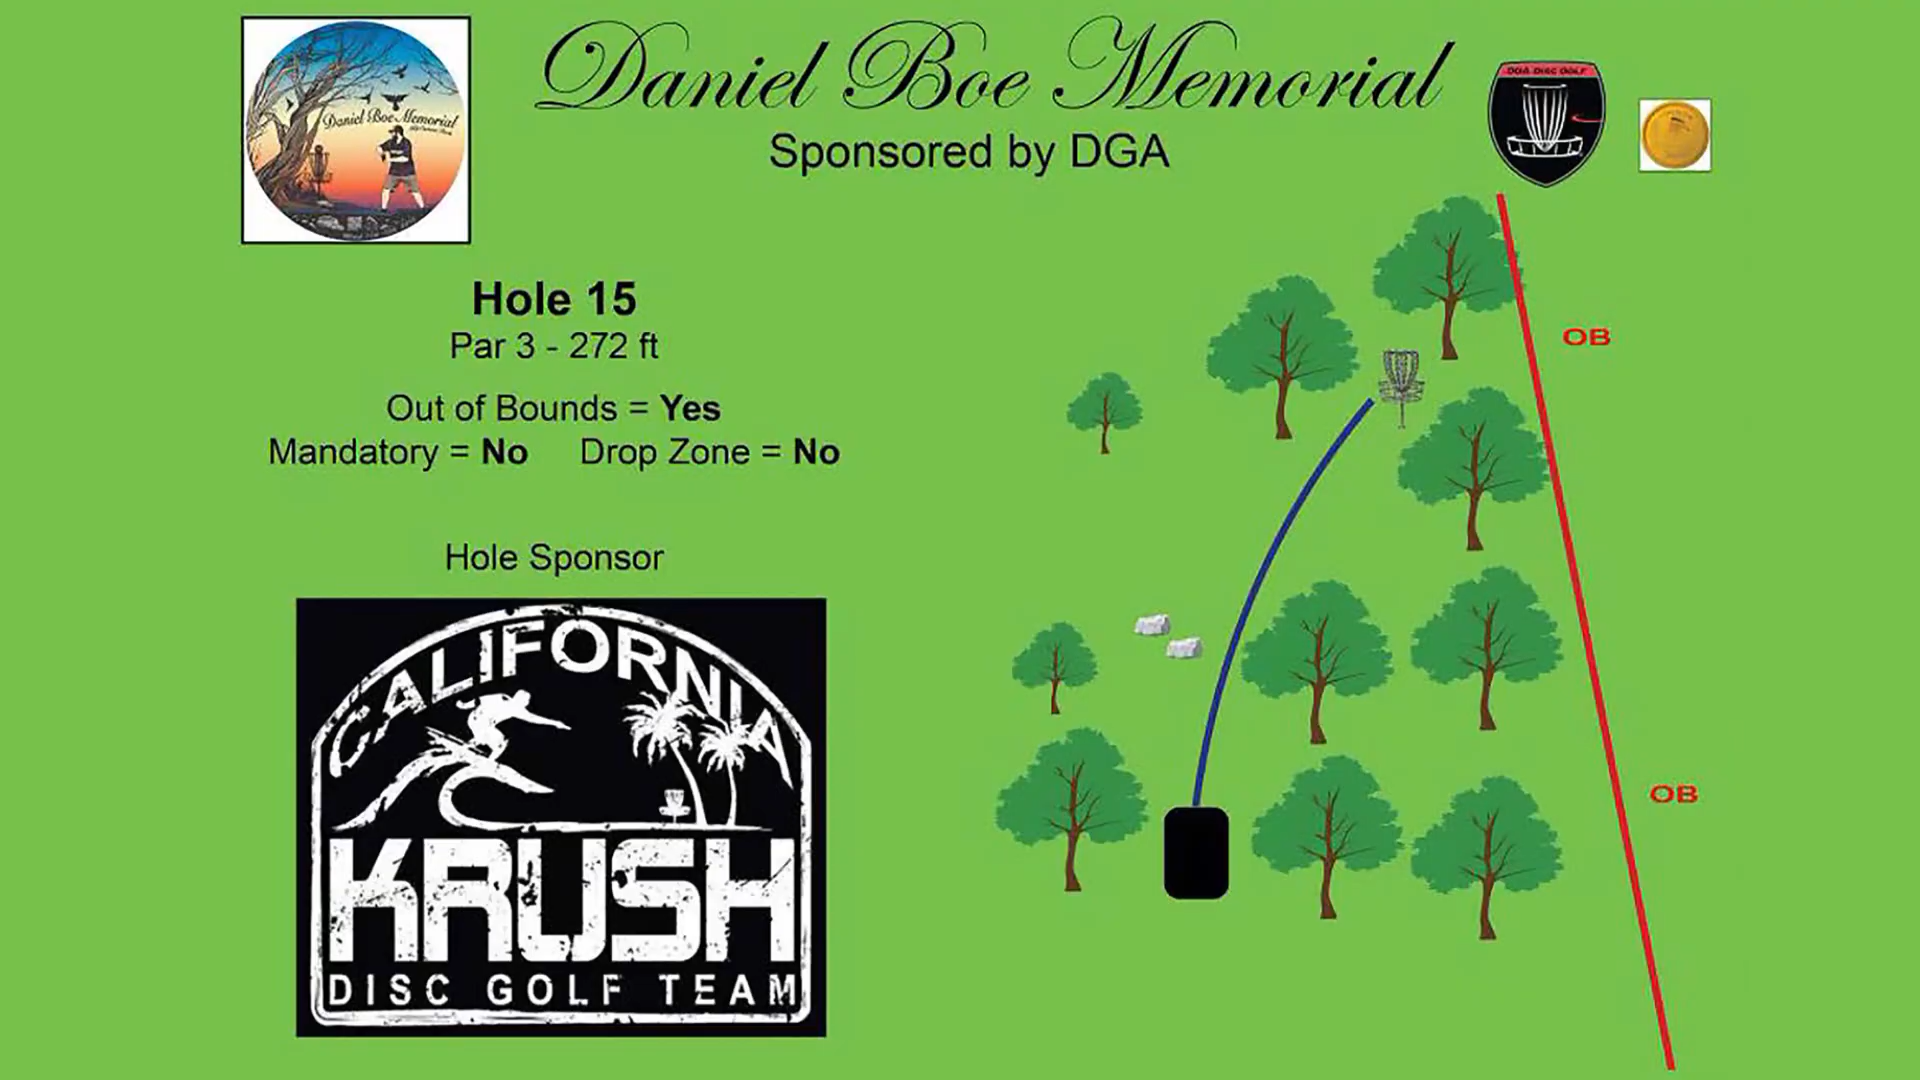 Daniel Boe Memorial
Sponsored by DGA
DGA DISC GOLF
Daniel Boe Memorial
Hole 15
Par 3 - 272 ft
Out of Bounds = Yes
Mandatory = No Drop Zone = No
Hole Sponsor
CALIFORNIA
KRUSH
DISC GOLF TEAM
OB
OB